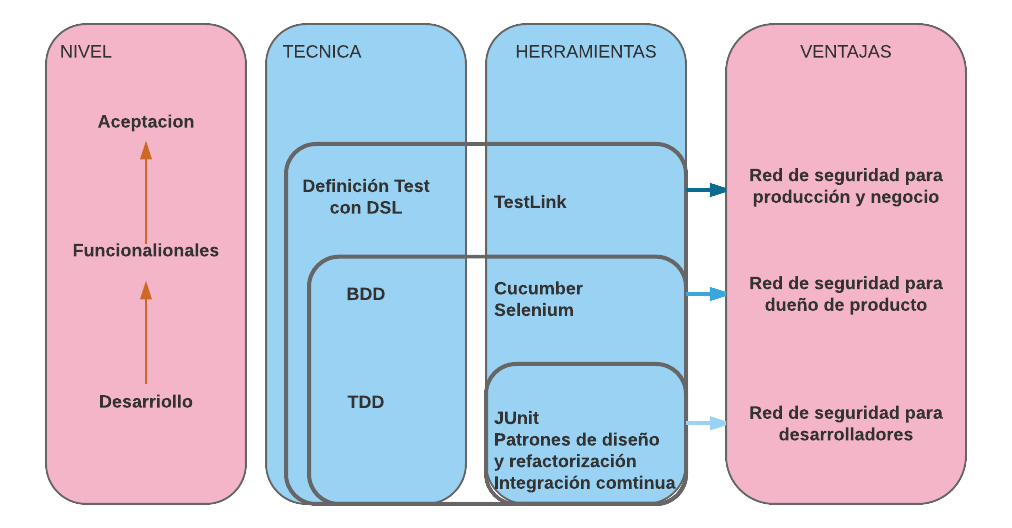 NIVEL
Aceptacion
Funcionalionales
Desarriollo
TECNICA
Definición Test
con DSL
BDD
TDD
HERRAMIENTAS
TestLink
Cucumber
Selenium
JUnit
Patrones de diseño
y refactorización
Integración comtinua
VENTAJAS
Red de seguridad para
producción y negocio
Red de seguridad para
dueño de producto
Red de seguridad para
desarrolladores